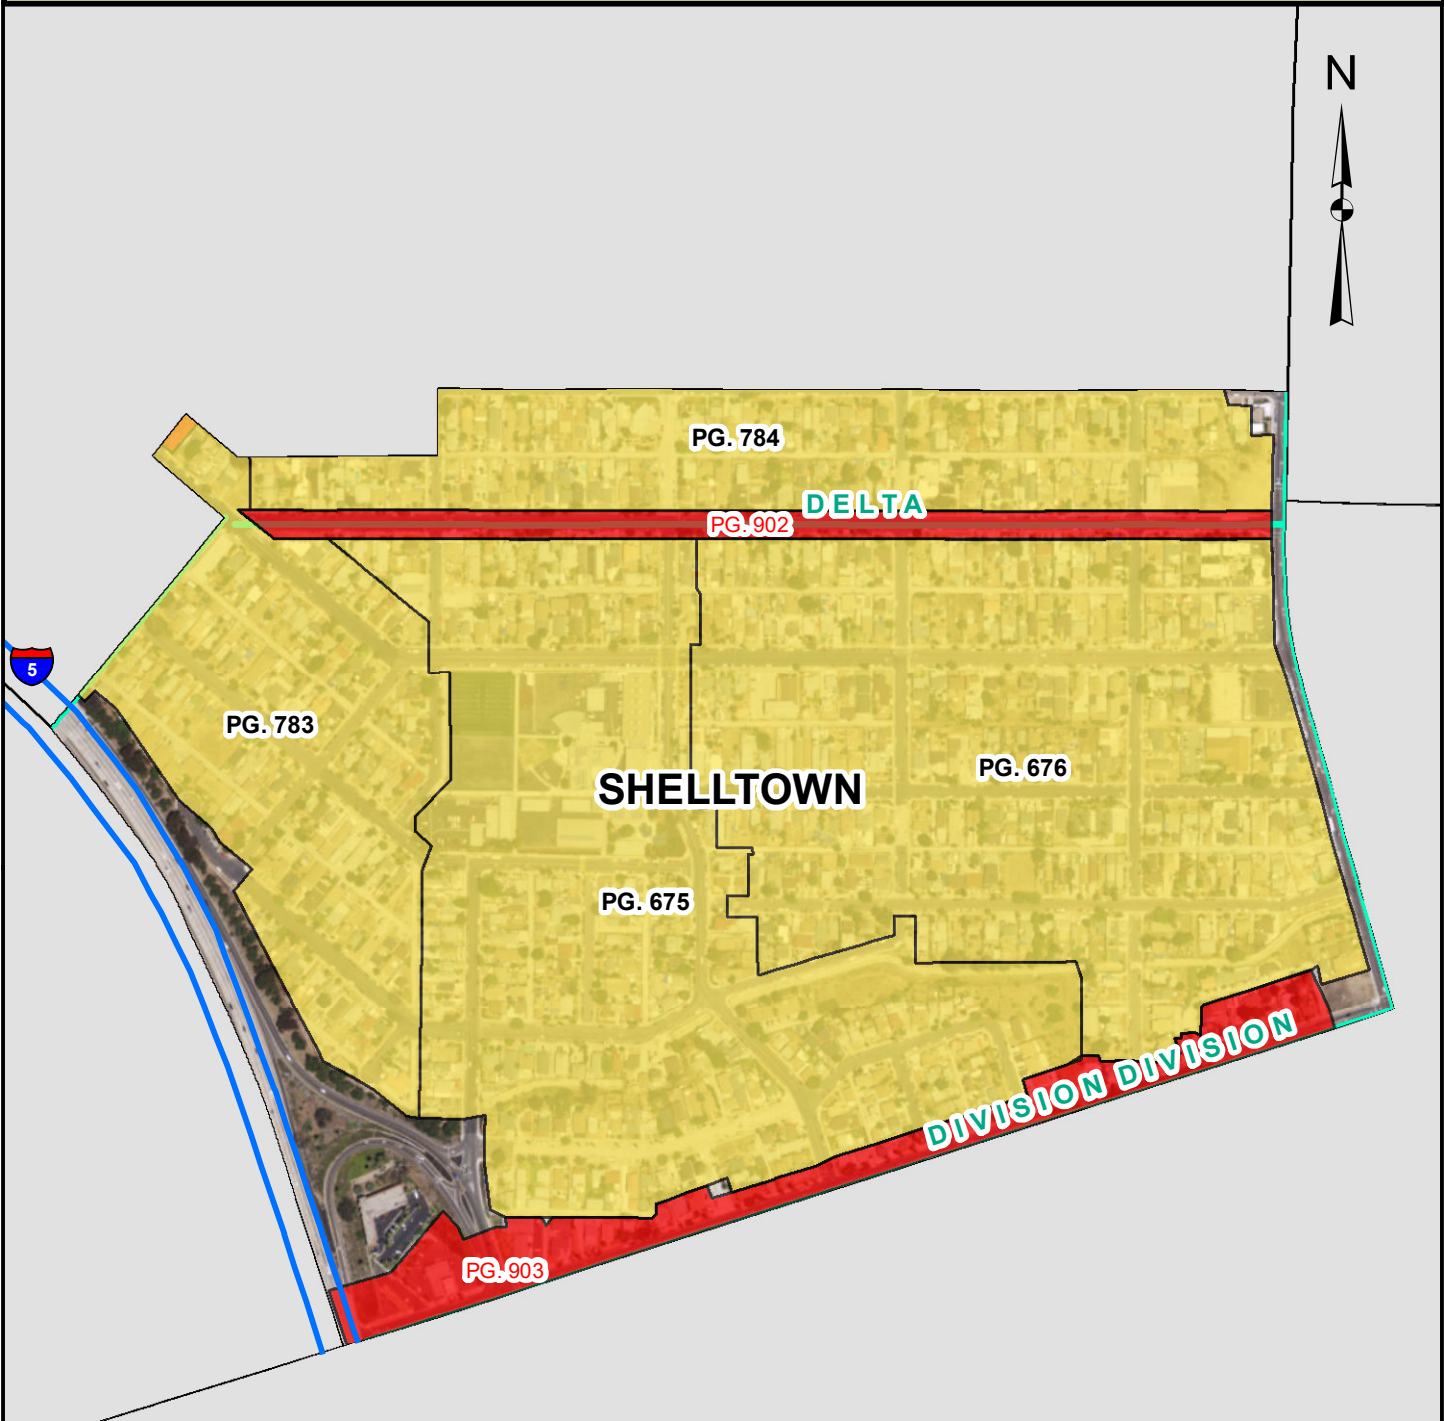 N
PG. 784
DELTA
PG. 902
5
PG. 783
PG. 676
SHELLTOWN
PG. 675
DIVISION DIVISION
PG. 903